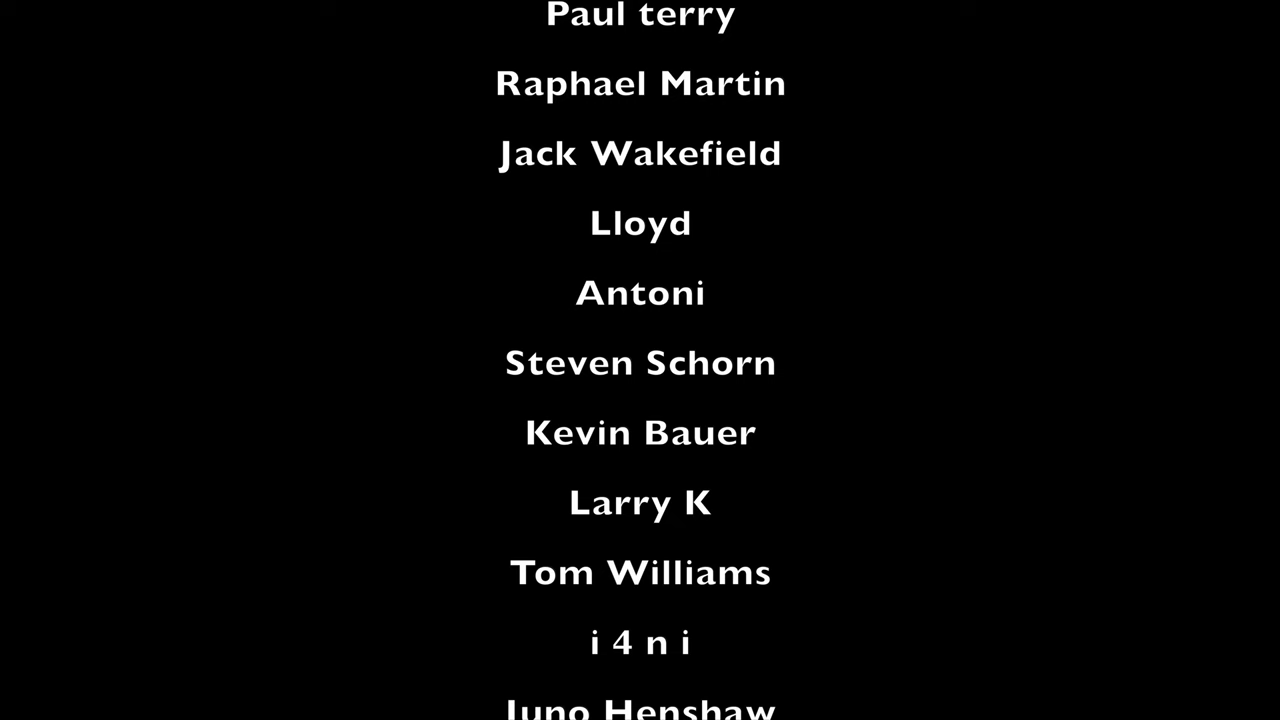 Paul terry
Raphael Martin
Jack Wakefield
Lloyd
Antoni
Steven Schorn
Kevin Bauer
Larry K
Tom Williams
i 4 n i
Juno Henshaw